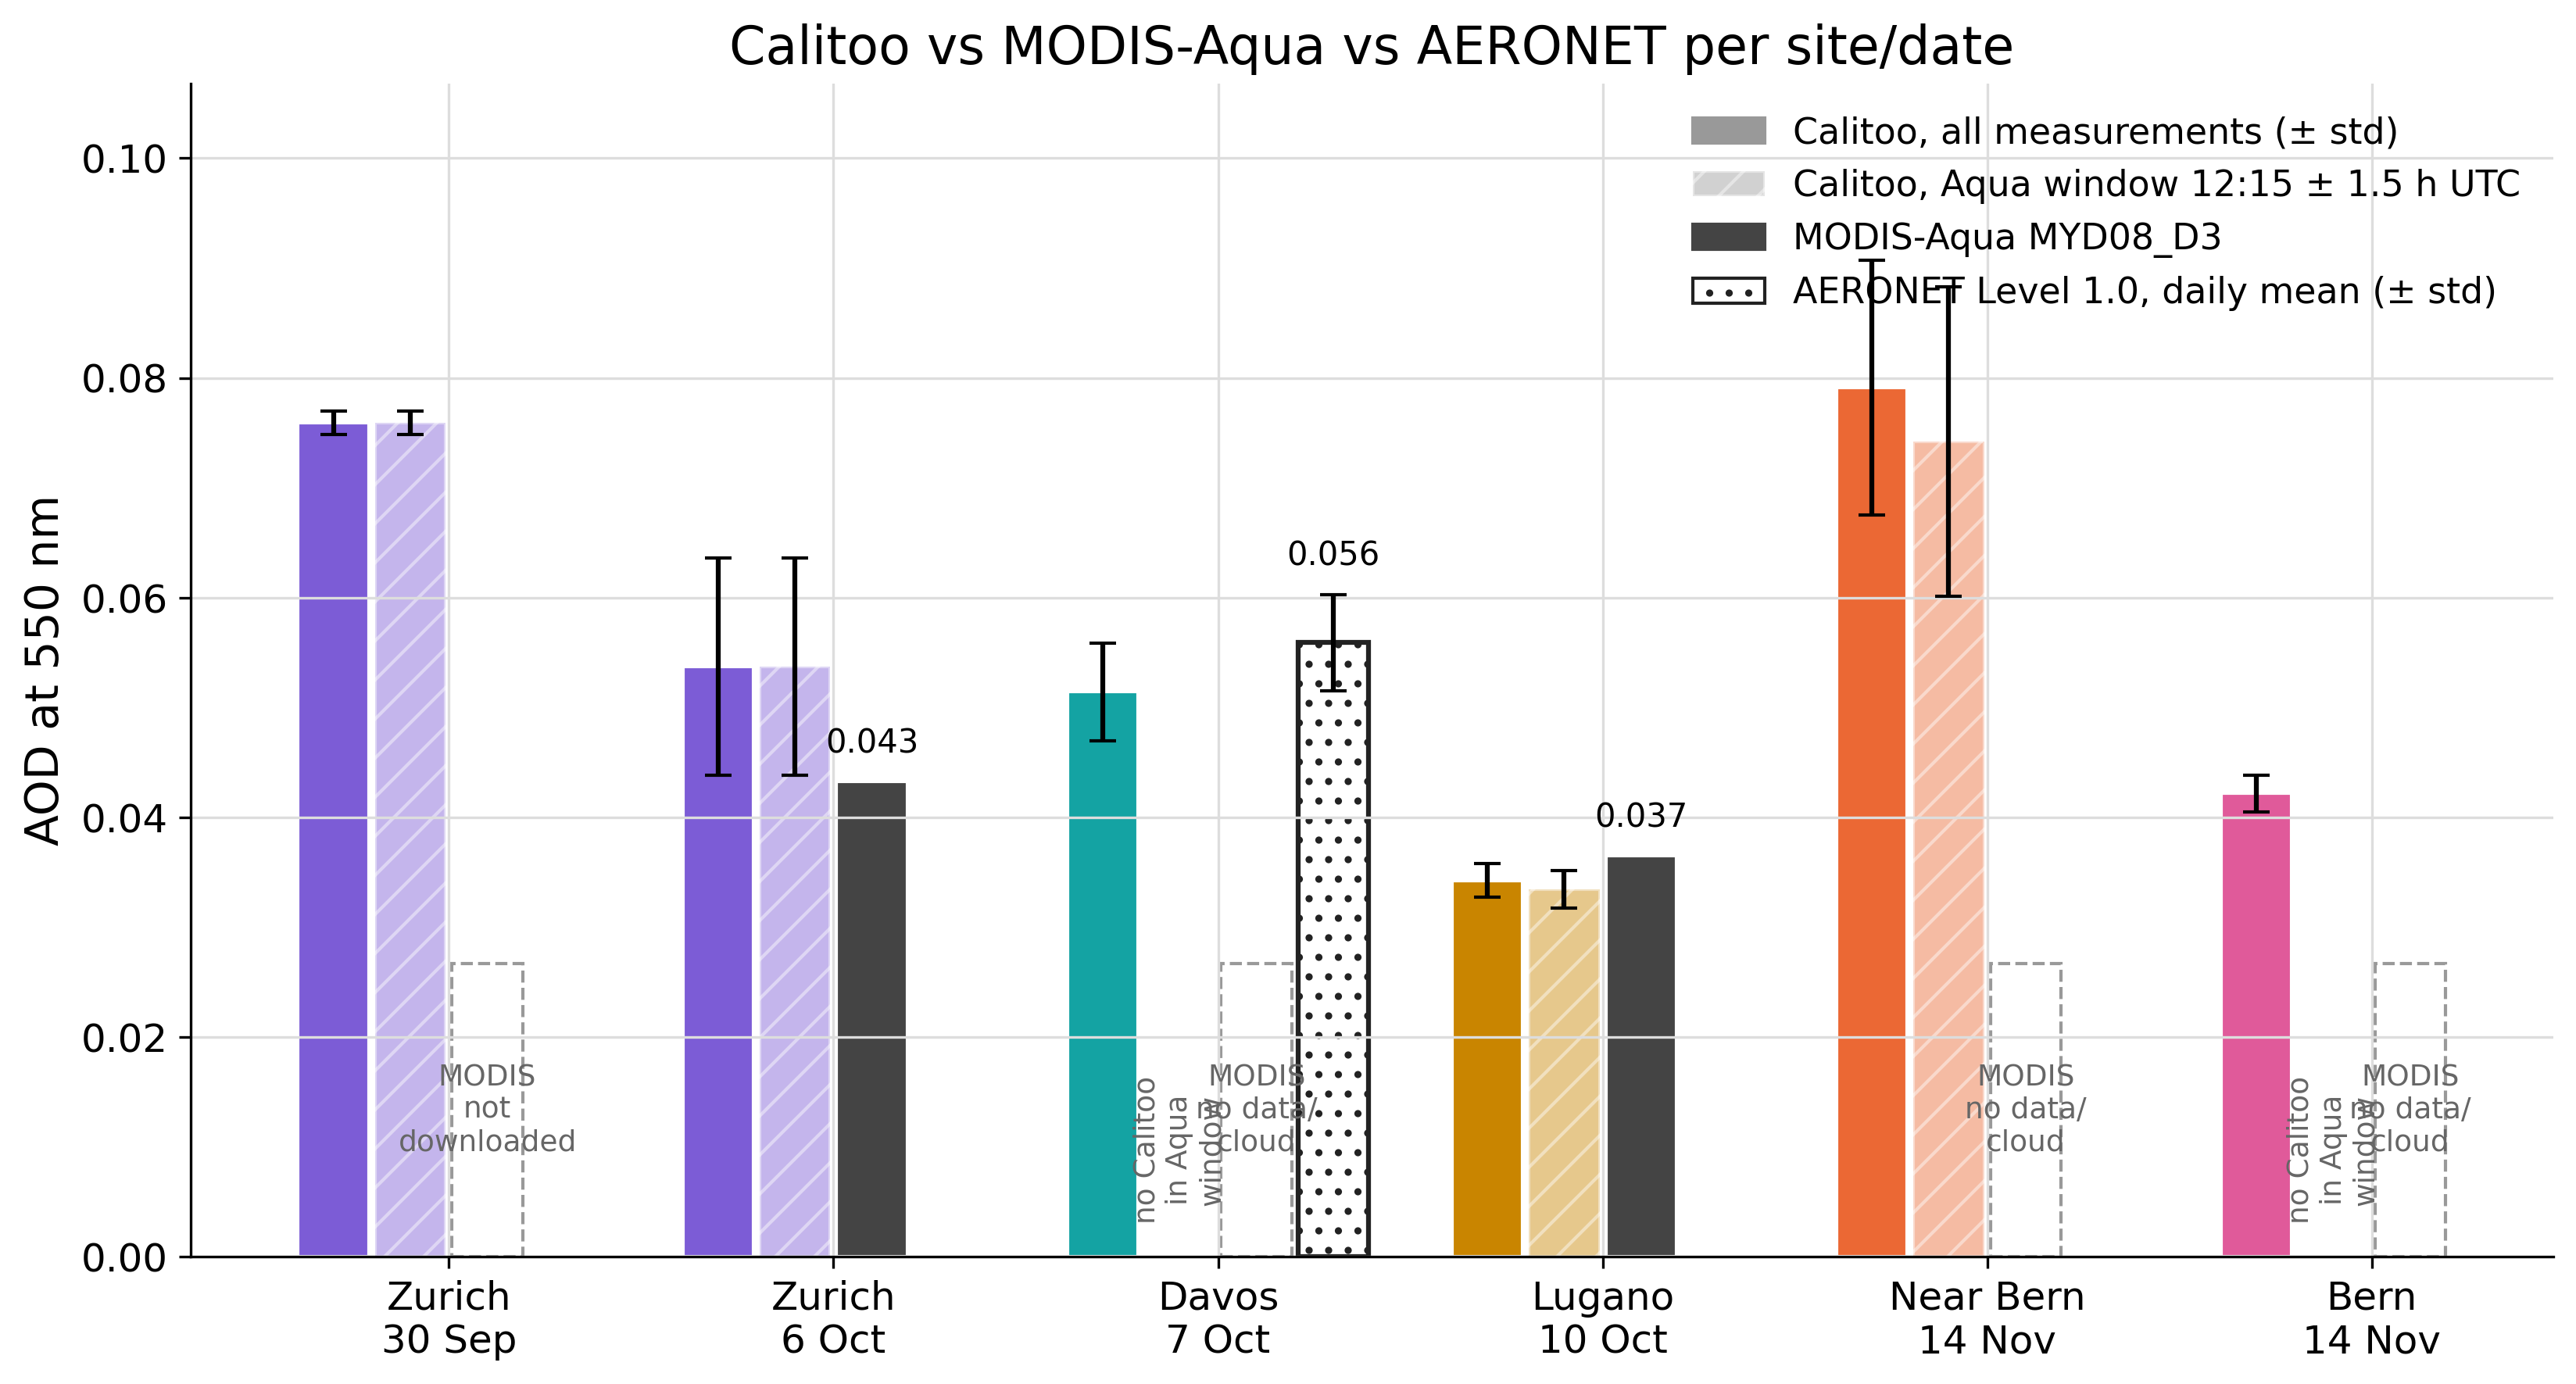 Calitoo vs MODIS-Aqua vs AERONET per site/date
Calitoo, all measurements (± std)
Calitoo, Aqua window 12:15 ± 1.5 h UTC
MODIS-Aqua MYD08_D3
AERONET Level 1.0, daily mean (± std)
AOD at 550 nm
0.10
0.08
0.06
0.04
0.02
0.00
0.043
0.056
0.037
MODIS
not
downloaded
no Calitoo
in Aqua
window
MODIS
no data/
cloud
MODIS
no data/
cloud
no Calitoo
in Aqua
window
MODIS
no data/
cloud
Zurich
30 Sep
Zurich
6 Oct
Davos
7 Oct
Lugano
10 Oct
Near Bern
14 Nov
Bern
14 Nov